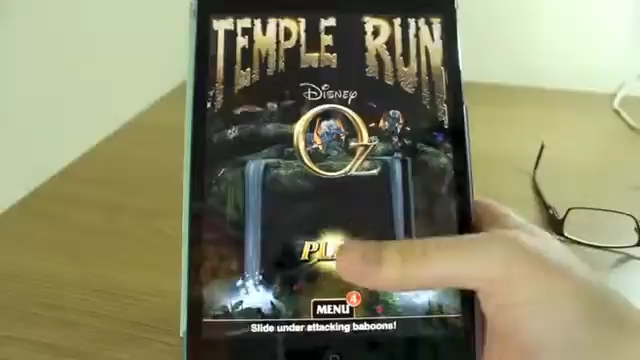 TEMPLE RUN
Disney
Oz
MENU 4
Slide under attacking baboons!